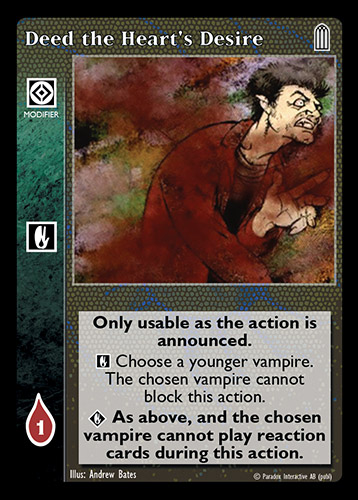 Deed the Heart's Desire
MODIFIER
Only usable as the action is
announced.
Choose a younger vampire.
The chosen vampire cannot
block this action.
As above, and the chosen
vampire cannot play reaction
cards during this action.
1
Illus: Andrew Bates
© Paradox Interactive AB (publ)